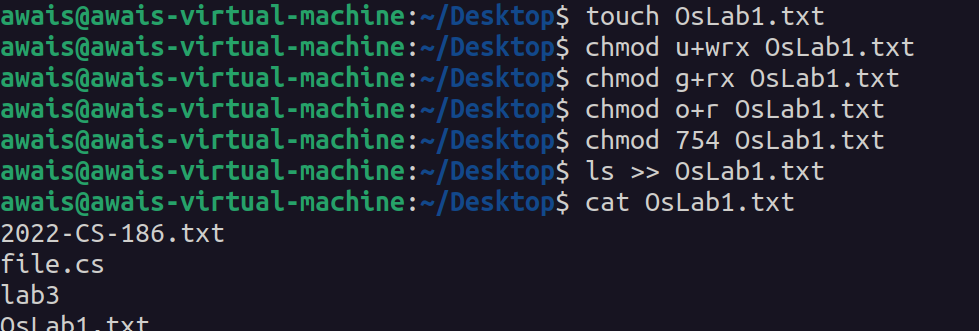 awais@awais-virtual-machine:~/Desktop$ touch OsLab1.txt
awais@awais-virtual-machine:~/Desktop$ chmod u+wrx OsLab1.txt
awais@awais-virtual-machine:~/Desktop$ chmod g+rx OsLab1.txt
awais@awais-virtual-machine:~/Desktop$ chmod o+r OsLab1.txt
awais@awais-virtual-machine:~/Desktop$ chmod 754 OsLab1.txt
awais@awais-virtual-machine:~/Desktop$ ls >> OsLab1.txt
awais@awais-virtual-machine:~/Desktop$ cat OsLab1.txt
2022-CS-186.txt
file.cs
lab3
OsLab1.txt